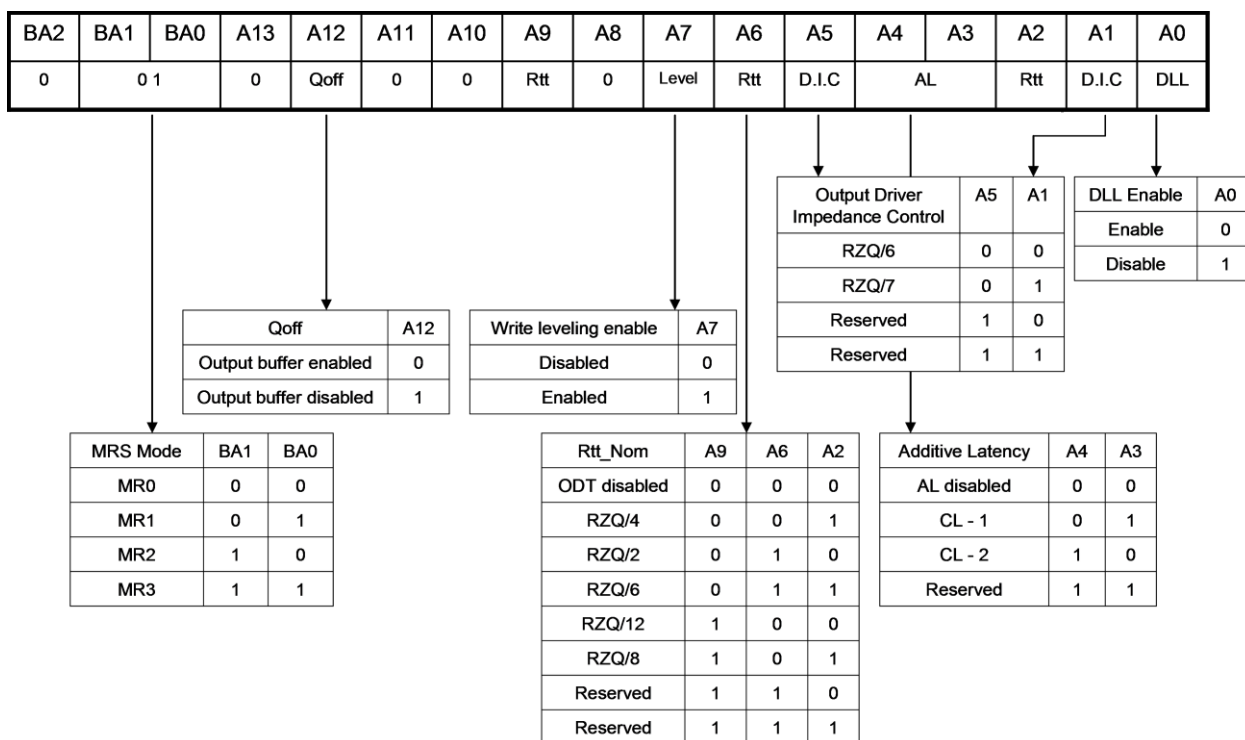 BA2 BA1 BA0 A13 A12 A11 A10 A9 A8 A7 A6 A5 A4 A3 A2 A1 A0
0 0 1 0 Qoff 0 0 Rtt 0 Level Rtt D.I.C AL Rtt D.I.C DLL
Output Driver Impedance Control A5 A1
RZQ/6 0 0
RZQ/7 0 1
Reserved 1 0
Reserved 1 1
DLL Enable A0
Enable 0
Disable 1
Qoff A12
Output buffer enabled 0
Output buffer disabled 1
Write leveling enable A7
Disabled 0
Enabled 1
MRS Mode BA1 BA0
MR0 0 0
MR1 0 1
MR2 1 0
MR3 1 1
Rtt_Nom A9 A6 A2
ODT disabled 0 0 0
RZQ/4 0 0 1
RZQ/2 0 1 0
RZQ/6 0 1 1
RZQ/12 1 0 0
RZQ/8 1 0 1
Reserved 1 1 0
Reserved 1 1 1
Additive Latency A4 A3
AL disabled 0 0
CL - 1 0 1
CL - 2 1 0
Reserved 1 1